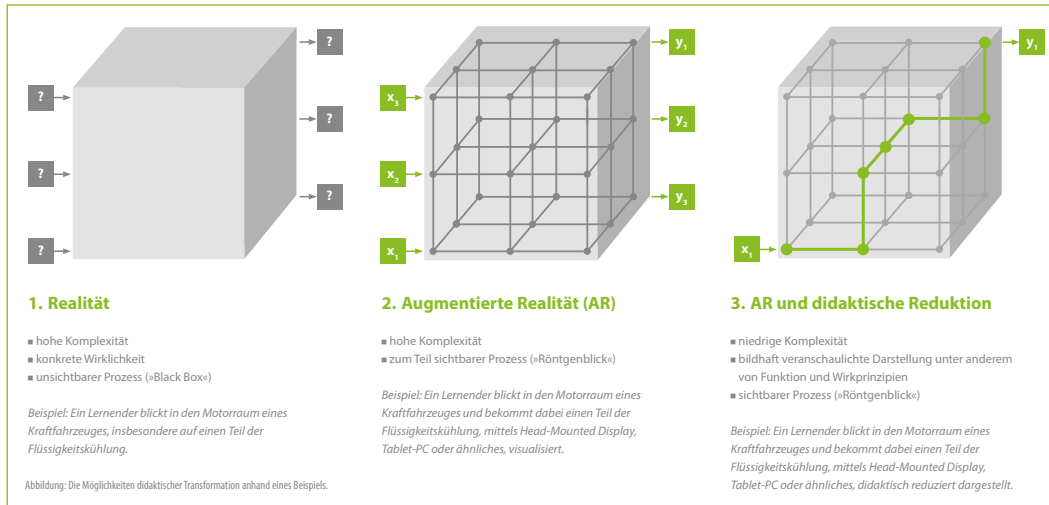 ?
?
?
?
?
?
x₃
x₂
x₁
y₁
y₂
y₃
x₁
y₁
1. Realität
■ hohe Komplexität
■ konkrete Wirklichkeit
■ unsichtbarer Prozess (»Black Box«)
Beispiel: Ein Lernender blickt in den Motorraum eines
Kraftfahrzeuges, insbesondere auf einen Teil der
Flüssigkeitskühlung.
2. Augmentierte Realität (AR)
■ hohe Komplexität
■ zum Teil sichtbarer Prozess (»Röntgenblick«)
Beispiel: Ein Lernender blickt in den Motorraum eines
Kraftfahrzeuges und bekommt dabei einen Teil der
Flüssigkeitskühlung, mittels Head-Mounted Display,
Tablet-PC oder ähnliches, visualisiert.
3. AR und didaktische Reduktion
■ niedrige Komplexität
■ bildhaft veranschaulichte Darstellung unter anderem
von Funktion und Wirkprinzipien
■ sichtbarer Prozess (»Röntgenblick«)
Beispiel: Ein Lernender blickt in den Motorraum eines
Kraftfahrzeuges und bekommt dabei einen Teil der
Flüssigkeitskühlung, mittels Head-Mounted Display,
Tablet-PC oder ähnliches, didaktisch reduziert dargestellt.
Abbildung: Die Möglichkeiten didaktischer Transformation anhand eines Beispiels.